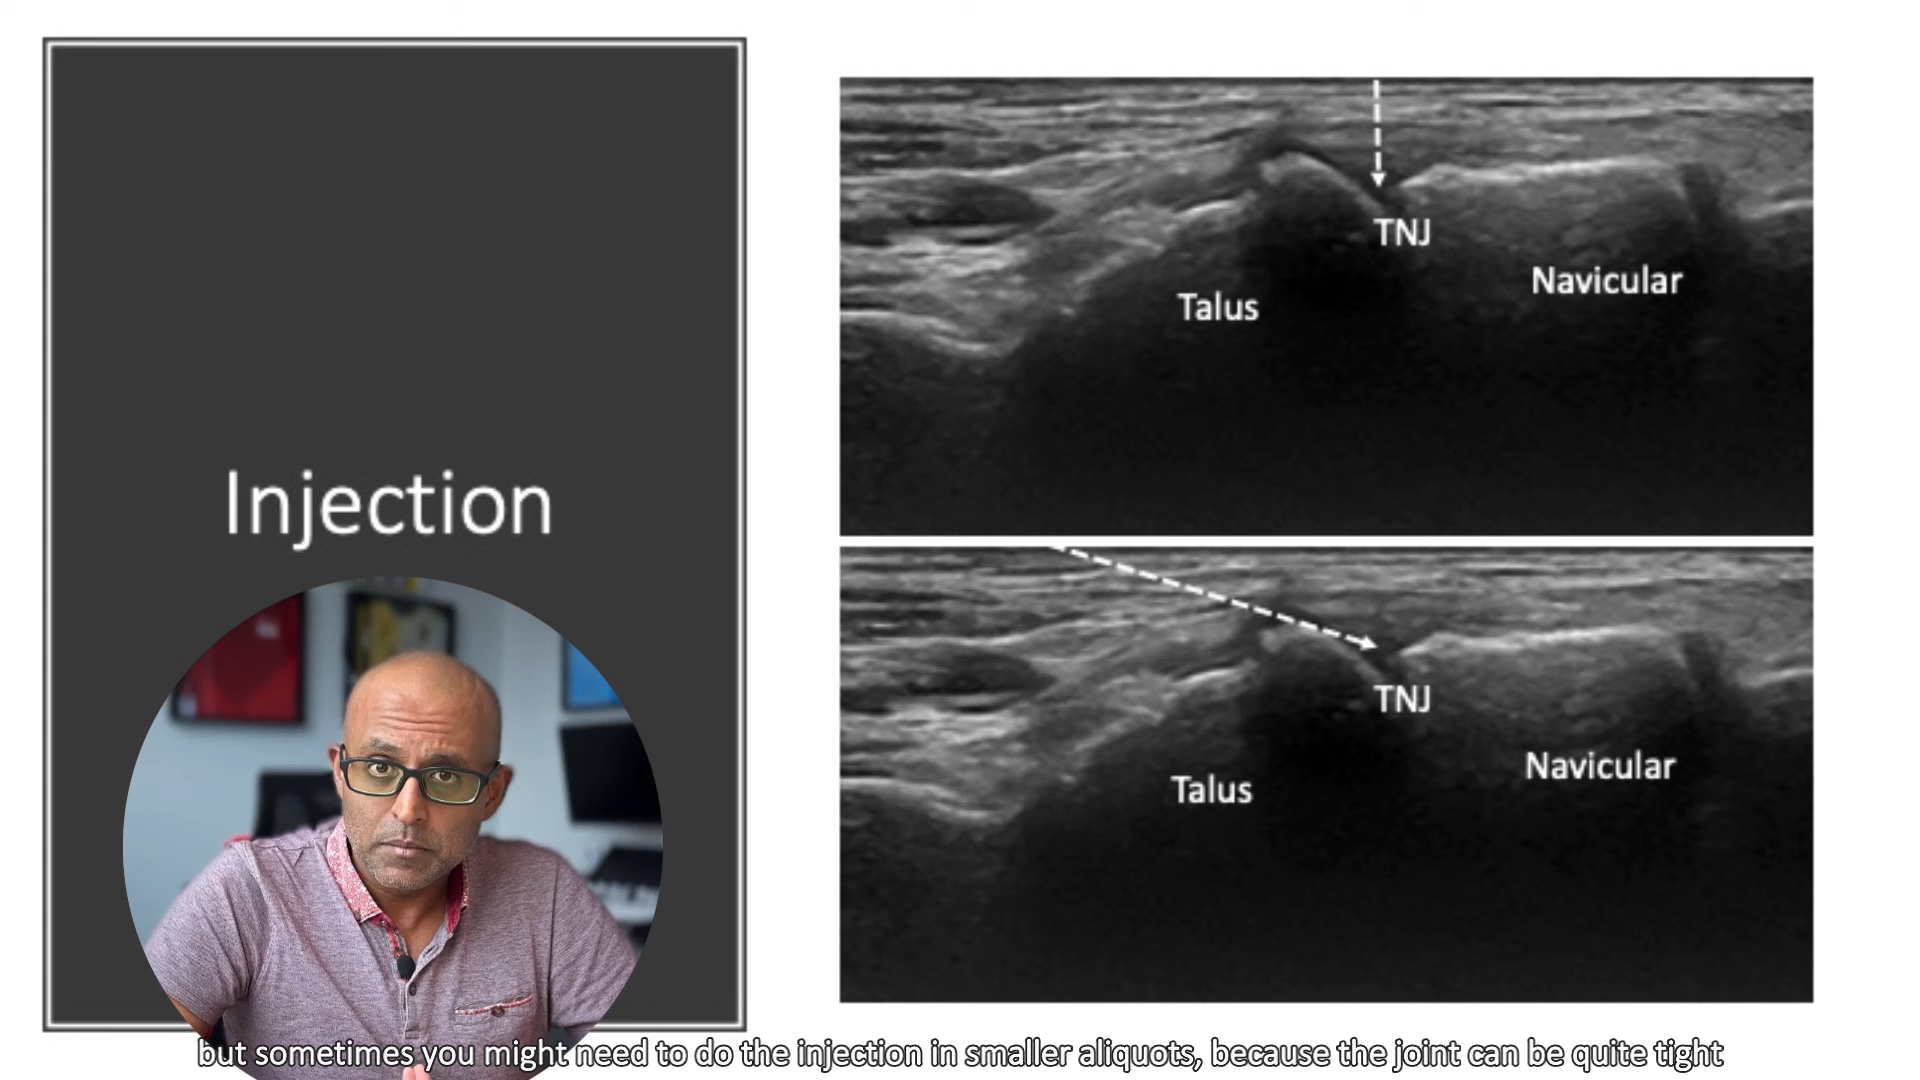 Injection
TNJ
Navicular
Talus
TNJ
Navicular
Talus
but sometimes you might need to do the injection in smaller aliquots, because the joint can be quite tight